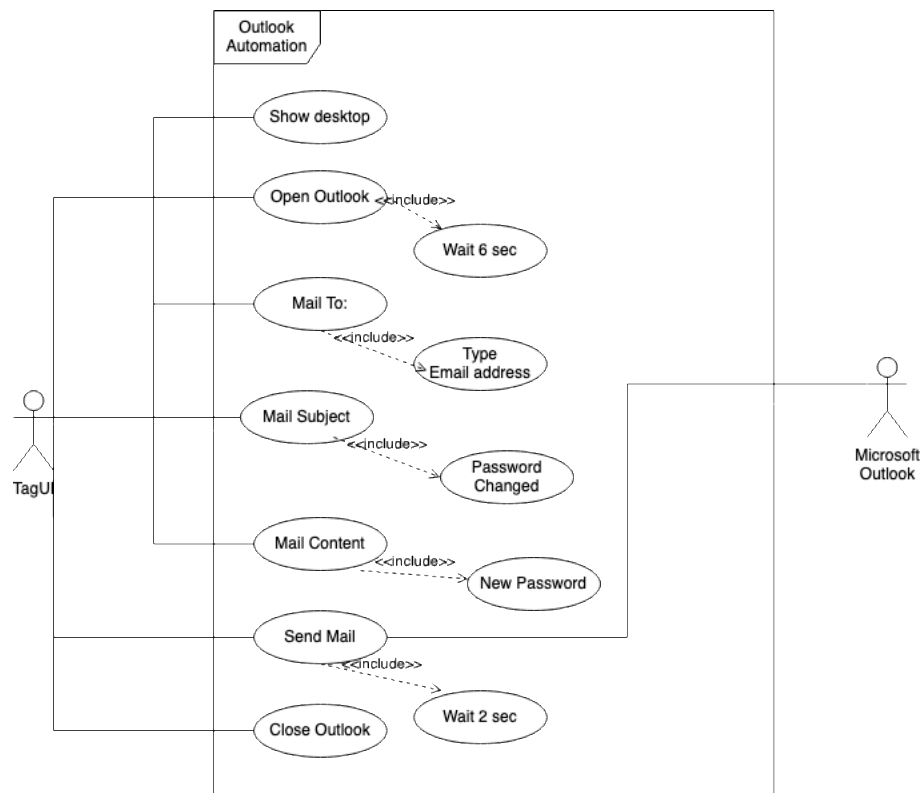 Outlook
Automation
Show desktop
Open Outlook
<<include>>
Wait 6 sec
Mail To:
<<include>>
Type
Email address
Mail Subject
<<include>>
Password
Changed
TagUI
Microsoft
Outlook
Mail Content
<<include>>
New Password
Send Mail
<<include>>
Wait 2 sec
Close Outlook